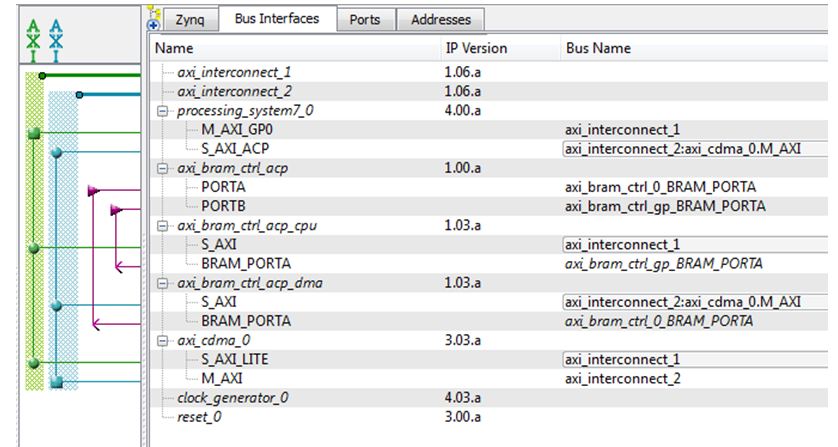 AXI AXI
Zynq Bus Interfaces Ports Addresses
Name IP Version Bus Name
axi_interconnect_1 1.06.a
axi_interconnect_2 1.06.a
processing_system7_0 4.00.a
M_AXI_GP0 axi_interconnect_1
S_AXI_ACP axi_interconnect_2:axi_cdma_0.M_AXI
axi_bram_ctrl_acp 1.00.a
PORTA axi_bram_ctrl_0_BRAM_PORTA
PORTB axi_bram_ctrl_gp_BRAM_PORTA
axi_bram_ctrl_acp_cpu 1.03.a
S_AXI axi_interconnect_1
BRAM_PORTA axi_bram_ctrl_gp_BRAM_PORTA
axi_bram_ctrl_acp_dma 1.03.a
S_AXI axi_interconnect_2:axi_cdma_0.M_AXI
BRAM_PORTA axi_bram_ctrl_0_BRAM_PORTA
axi_cdma_0 3.03.a
S_AXI_LITE axi_interconnect_1
M_AXI axi_interconnect_2
clock_generator_0 4.03.a
reset_0 3.00.a